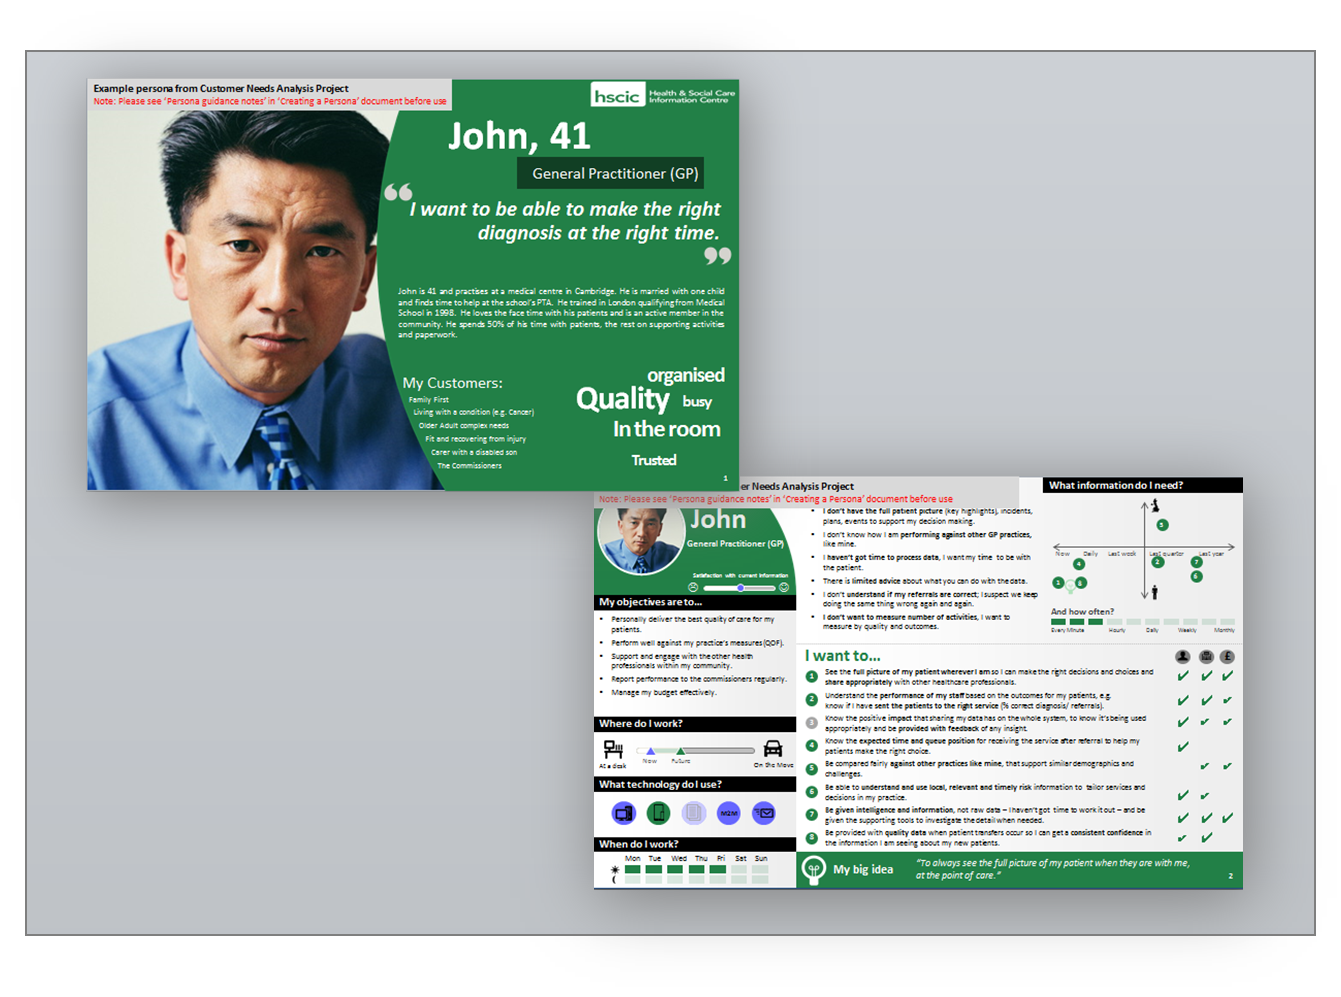 Example persona from Customer Needs Analysis Project
Note: Please see 'Persona guidance notes' in 'Creating a Persona' document before use
hscic Health & Social Care
Information Centre
John, 41
General Practitioner (GP)
“
I want to be able to make the right
diagnosis at the right time.
”
John is 41 and practises at a medical centre in Cambridge. He is married with one child
and finds time to help at the school's PTA. He trained in London qualifying from Medical
School in 1998. He loves the face time with his patients and is an active member in the
community. He spends 50% of his time with patients, the rest on supporting activities
and paperwork.
My Customers:
Family First
Living with a condition (e.g. Cancer)
Older Adult complex needs
Fit and recovering from injury
Carer with a disabled son
The Commissioners
organised
Quality busy
In the room
Trusted
1
er Needs Analysis Project
Note: Please see 'Persona guidance notes' in 'Creating a Persona' document before use
John
General Practitioner (GP)
Satisfaction with current information
My objectives are to...
• Personally deliver the best quality of care for my
patients.
• Perform well against my practice's measures (QOF).
• Support and engage with the other health
professionals within my community.
• Report performance to the commissioners regularly.
• Manage my budget effectively.
Where do I work?
At a desk
Now
Future
On the Move
What technology do I use?
M2M
When do I work?
Mon Tue Wed Thu Fri Sat Sun
• I don't have the full patient picture (key highlights), incidents,
plans, events to support my decision making.
• I don't know how I am performing against other GP practices,
like mine.
• I haven't got time to process data, I want my time to be with
the patient.
• There is limited advice about what you can do with the data.
• I don't understand if my referrals are correct; I suspect we keep
doing the same thing wrong again and again.
• I don't want to measure number of activities, I want to
measure by quality and outcomes.
What information do I need?
Now Daily Last week Last quarter Last year
3
4
2
7
6
1
8
And how often?
Every Minute Hourly Daily Weekly Monthly
I want to...
£
1 See the full picture of my patient wherever I am so I can make the right decisions and choices and
share appropriately with other healthcare professionals.
2 Understand the performance of my staff based on the outcomes for my patients, e.g.
know if I have sent the patients to the right service (% correct diagnosis/ referrals).
3 Know the positive impact that sharing my data has on the whole system, to know it's being used
appropriately and be provided with feedback of any insight.
4 Know the expected time and queue position for receiving the service after referral to help my
patients make the right choice.
5 Be compared fairly against other practices like mine, that support similar demographics and
challenges.
6 Be able to understand and use local, relevant and timely risk information to tailor services and
decisions in my practice.
7 Be given intelligence and information, not raw data – I haven't got time to work it out – and be
given the supporting tools to investigate the detail when needed.
8 Be provided with quality data when patient transfers occur so I can get a consistent confidence in
the information I am seeing about my new patients.
My big idea
“To always see the full picture of my patient when they are with me,
at the point of care.”
2